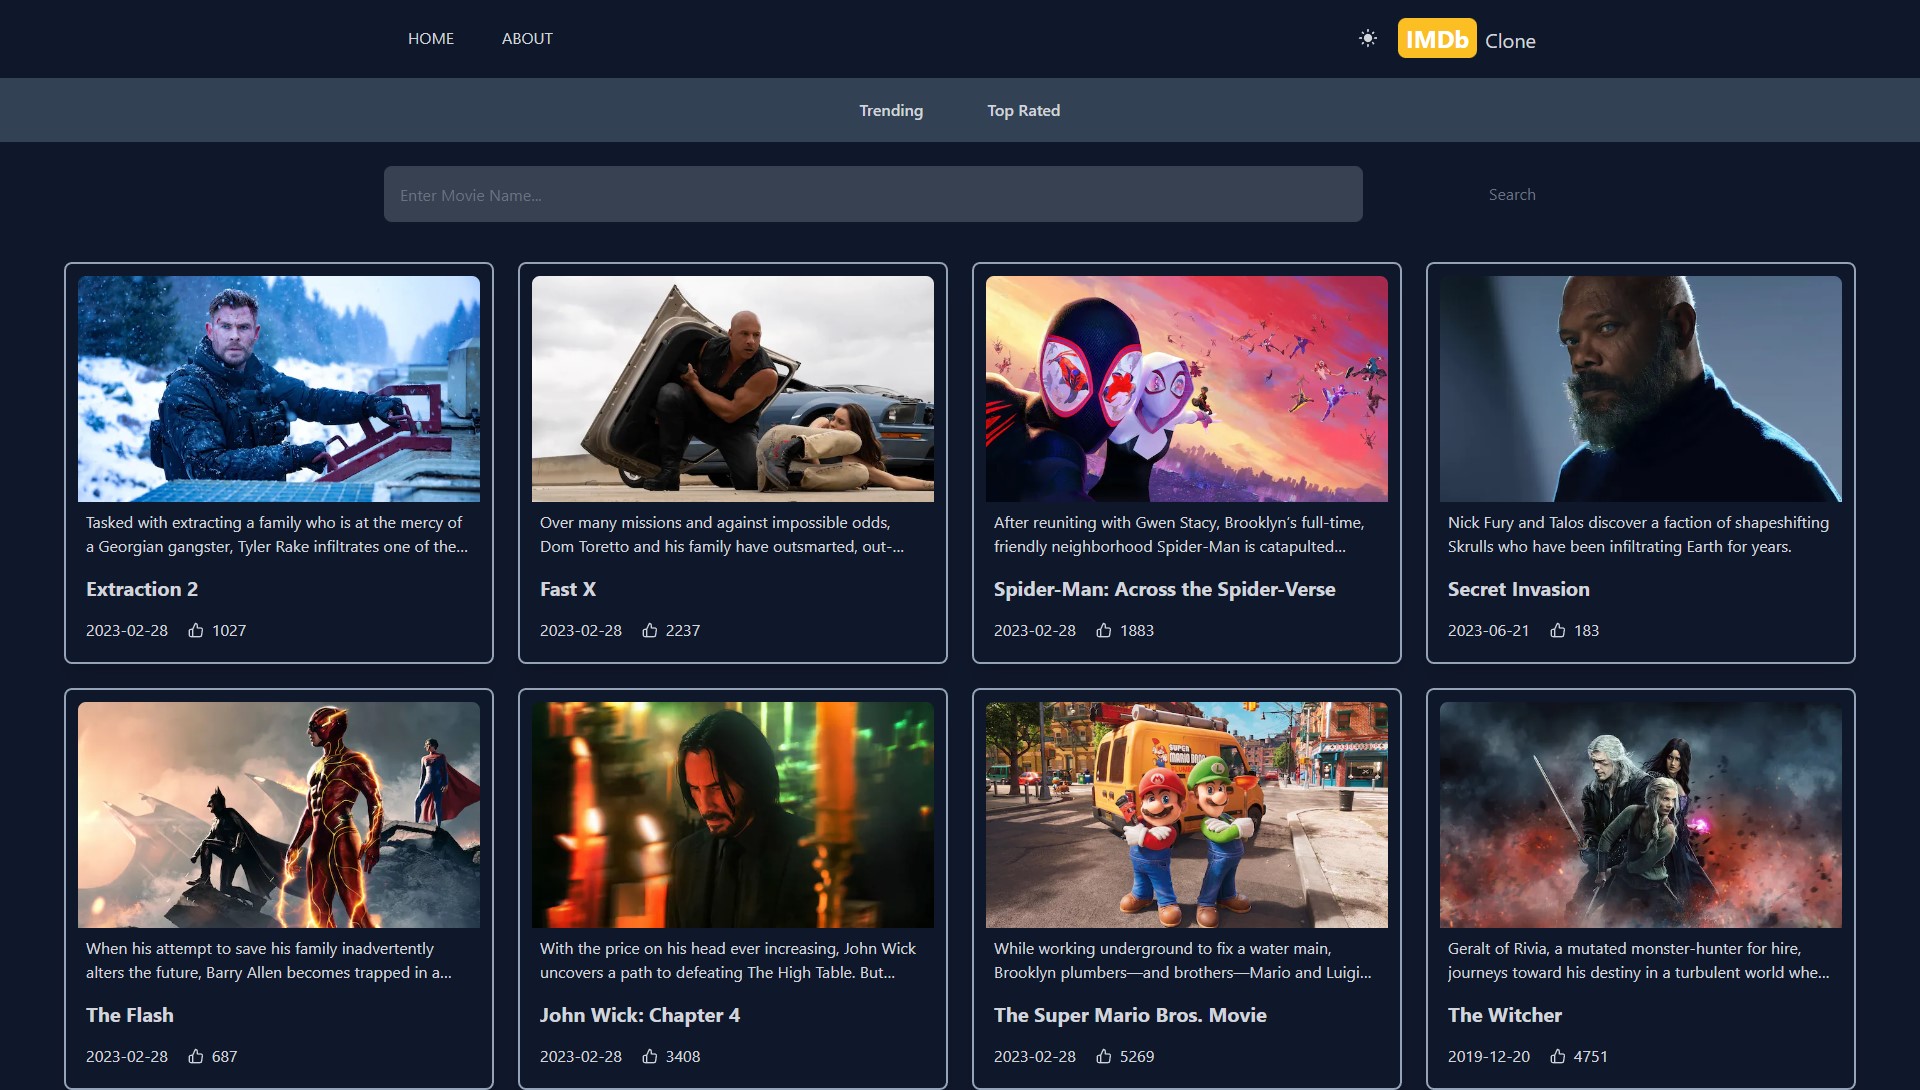 HOME
ABOUT
IMDb Clone
Trending
Top Rated
Enter Movie Name...
Search
Tasked with extracting a family who is at the mercy of
a Georgian gangster, Tyler Rake infiltrates one of the...
Extraction 2
2023-02-28 1027
Over many missions and against impossible odds,
Dom Toretto and his family have outsmarted, out-...
Fast X
2023-02-28 2237
After reuniting with Gwen Stacy, Brooklyn’s full-time,
friendly neighborhood Spider-Man is catapulted...
Spider-Man: Across the Spider-Verse
2023-02-28 1883
Nick Fury and Talos discover a faction of shapeshifting
Skrulls who have been infiltrating Earth for years.
Secret Invasion
2023-06-21 183
When his attempt to save his family inadvertently
alters the future, Barry Allen becomes trapped in a...
The Flash
2023-02-28 687
With the price on his head ever increasing, John Wick
uncovers a path to defeating The High Table. But...
John Wick: Chapter 4
2023-02-28 3408
SUPER
MARIO BROS
PLUMB
While working underground to fix a water main,
Brooklyn plumbers—and brothers—Mario and Luigi...
The Super Mario Bros. Movie
2023-02-28 5269
Geralt of Rivia, a mutated monster-hunter for hire,
journeys toward his destiny in a turbulent world whe...
The Witcher
2019-12-20 4751